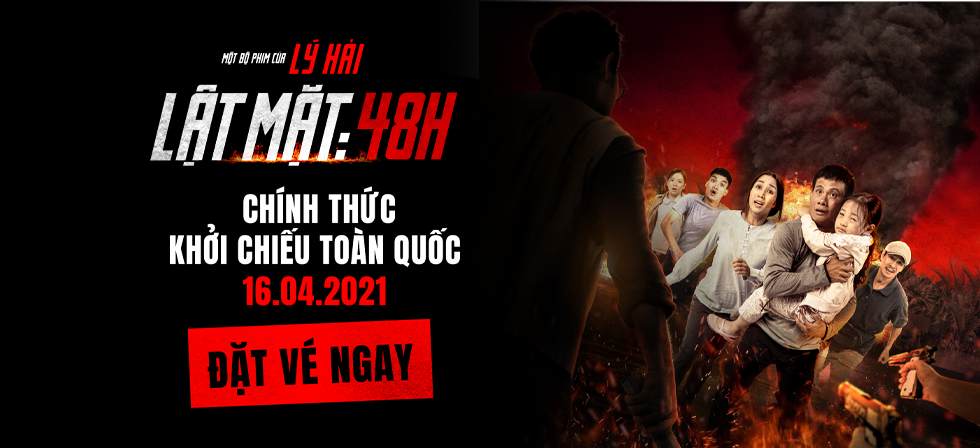 MỘT BỘ PHIM CỦA LÝ HẢI
LẬT MẶT: 48H
CHÍNH THỨC
KHỞI CHIẾU TOÀN QUỐC
16.04.2021
ĐẶT VÉ NGAY